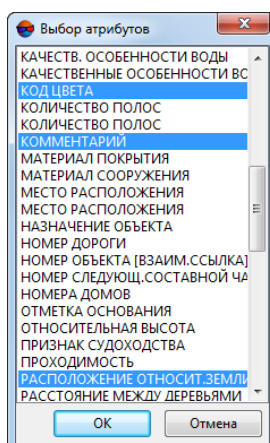 Выбор атрибутов
КАЧЕСТВ. ОСОБЕННОСТИ ВОДЫ
КАЧЕСТВЕННЫЕ ОСОБЕННОСТИ ВО
КОД ЦВЕТА
КОЛИЧЕСТВО ПОЛОС
КОЛИЧЕСТВО ПОЛОС
КОММЕНТАРИЙ
МАТЕРИАЛ ПОКРЫТИЯ
МАТЕРИАЛ СООРУЖЕНИЯ
МЕСТО РАСПОЛОЖЕНИЯ
МЕСТО РАСПОЛОЖЕНИЯ
НАЗНАЧЕНИЕ ОБЪЕКТА
НОМЕР ДОРОГИ
НОМЕР ОБЪЕКТА [ВЗАИМ.ССЫЛКА]
НОМЕР СЛЕДУЮЩ.СОСТАВНОЙ ЧА
НОМЕРА ДОМОВ
ОТМЕТКА ОСНОВАНИЯ
ОТНОСИТЕЛЬНАЯ ВЫСОТА
ПРИЗНАК СУДОХОДСТВА
ПРОХОДИМОСТЬ
РАСПОЛОЖЕНИЕ ОТНОСИТ.ЗЕМЛИ
РАССТОЯНИЕ МЕЖДУ ДЕРЕВЬЯМИ
OK Отмена